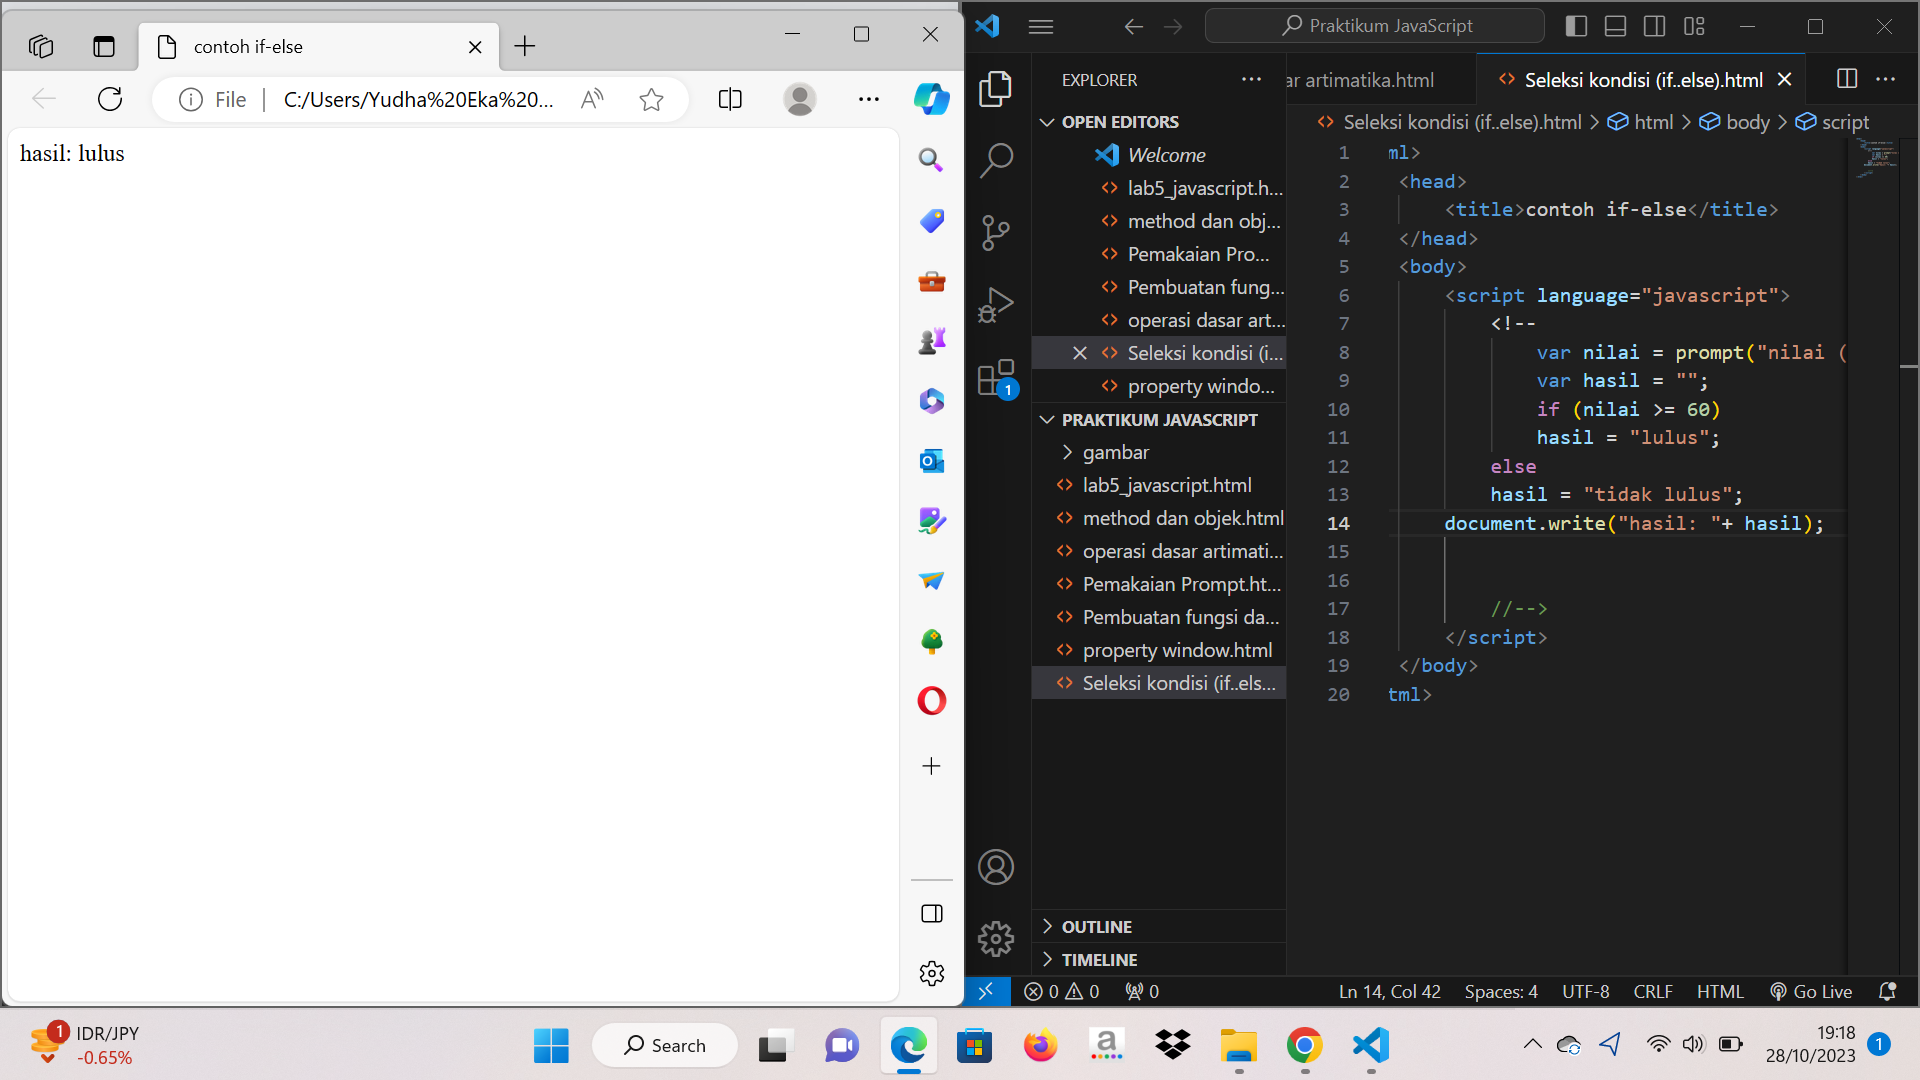 contoh if-else
File
C:/Users/Yudha%20Eka%20...
hasil: lulus
Praktikum JavaScript
EXPLORER
ar artimatika.html
Seleksi kondisi (if..else).html
OPEN EDITORS
Seleksi kondisi (if..else).html > html > body > script
Welcome
lab5_javascript.h...
method dan obj...
Pemakaian Pro...
Pembuatan fung...
operasi dasar art...
Seleksi kondisi (i...
property windo...
PRAKTIKUM JAVASCRIPT
gambar
lab5_javascript.html
method dan objek.html
operasi dasar artimati...
Pemakaian Prompt.ht...
Pembuatan fungsi da...
property window.html
Seleksi kondisi (if..els...
OUTLINE
TIMELINE
1
1 ml>
2 <head>
3 <title>contoh if-else</title>
4 </head>
5 <body>
6 <script language="javascript">
7 <!--
8 var nilai = prompt("nilai (
9 var hasil = "";
10 if (nilai >= 60)
11 hasil = "lulus";
12 else
13 hasil = "tidak lulus";
14 document.write("hasil: "+ hasil);
15
16
17 //-->
18 </script>
19 </body>
20 tml>
0 0 0
Ln 14, Col 42
Spaces: 4
UTF-8
CRLF
HTML
Go Live
1
IDR/JPY
-0.65%
Search
a
19:18
28/10/2023
1